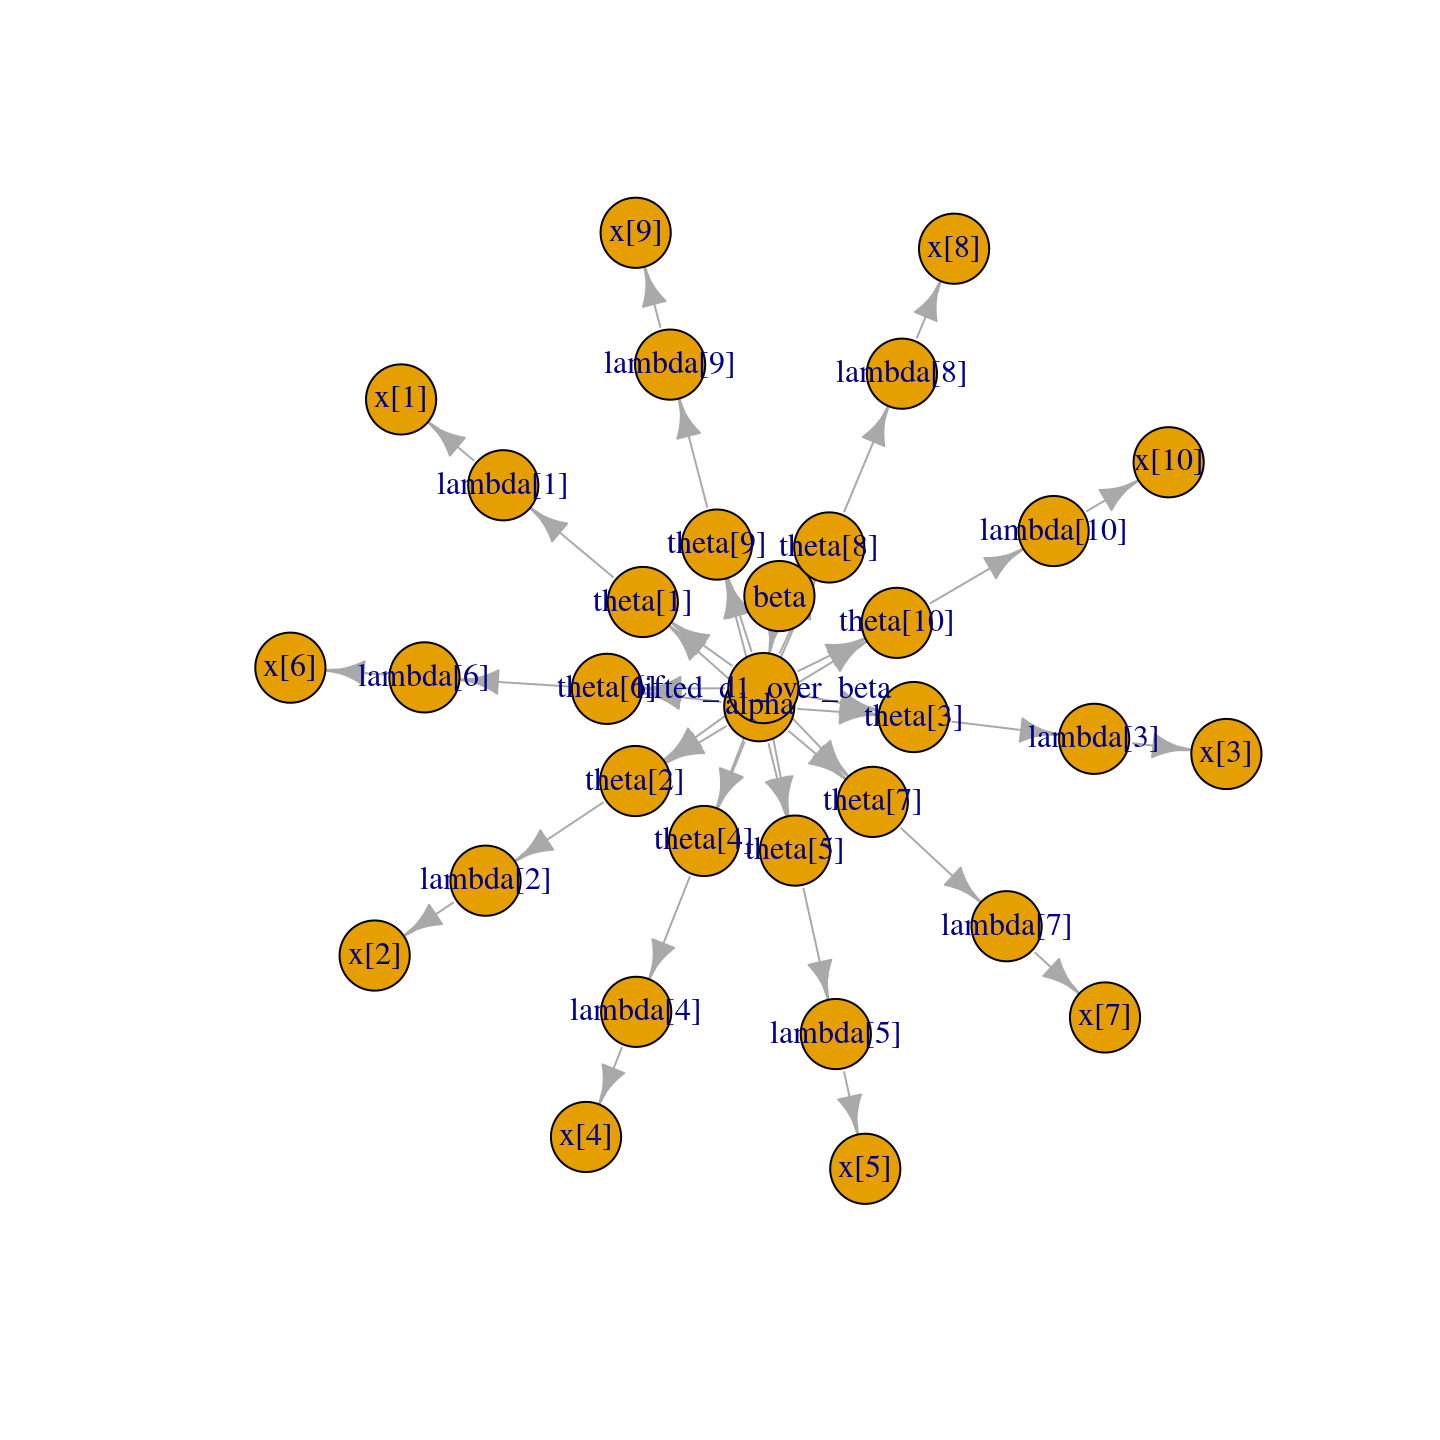 x[9]
x[8]
lambda[9]
lambda[8]
x[1]
x[10]
lambda[1]
lambda[10]
theta[9]
theta[8]
beta
theta[1]
theta[10]
x[6]
lambda[6]
theta[6]
lifted_d1_over_beta
alpha
theta[3]
lambda[3]
x[3]
theta[2]
theta[7]
theta[4]
theta[5]
lambda[2]
lambda[7]
x[2]
lambda[4]
x[7]
lambda[5]
x[4]
x[5]